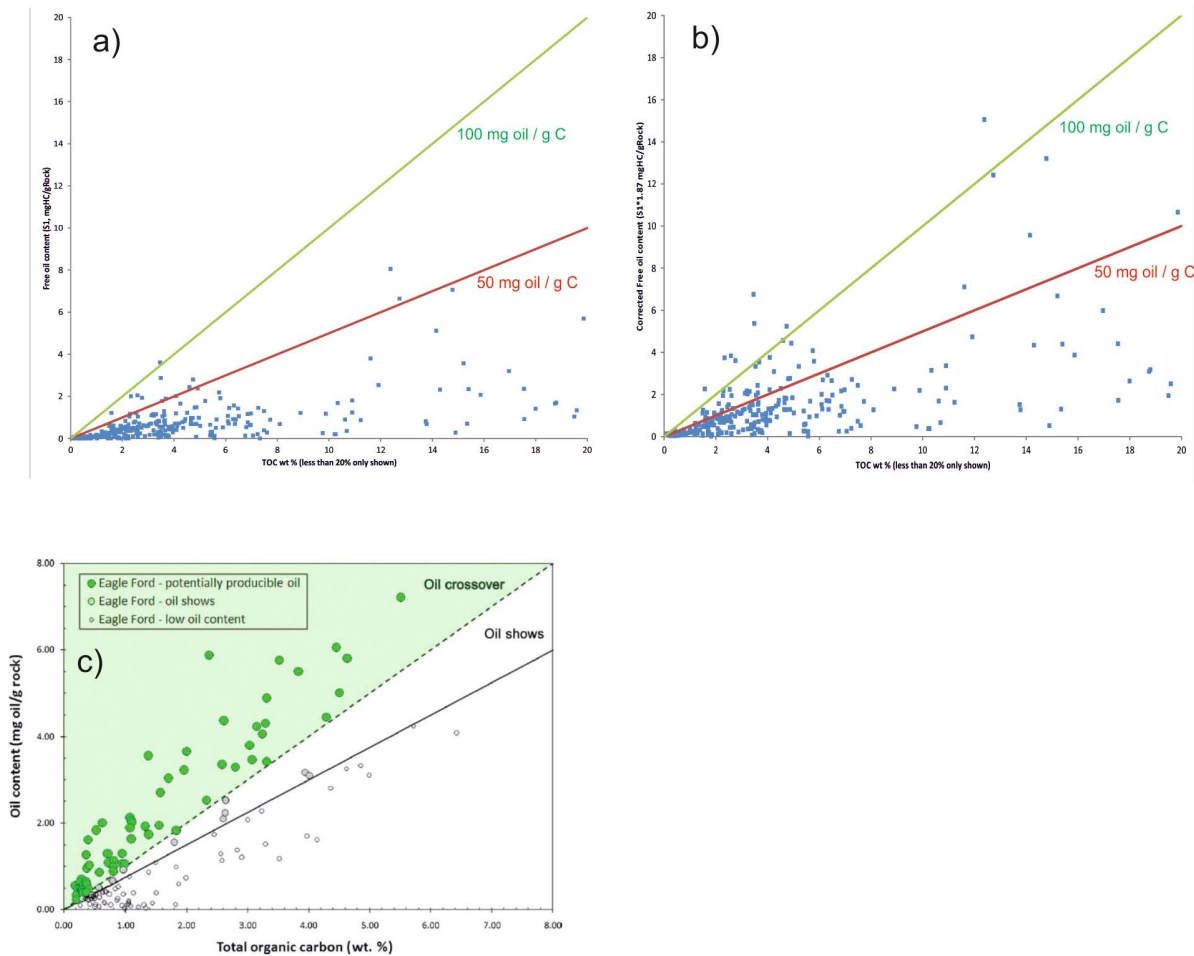 a)
Free oil content (S1, mgHC/gRock)
20
18
16
14
12
10
8
6
4
2
0
100 mg oil / g C
50 mg oil / g C
0 2 4 6 8 10 12 14 16 18 20
TOC wt % (less than 20% only shown)
b)
Corrected Free oil content (S1*1.87 mgHC/gRock)
20
18
16
14
12
10
8
6
4
2
0
100 mg oil / g C
50 mg oil / g C
0 2 4 6 8 10 12 14 16 18 20
TOC wt % (less than 20% only shown)
c)
Oil content (mg oil/g rock)
8.00
6.00
4.00
2.00
0.00
Eagle Ford - potentially producible oil
Eagle Ford - oil shows
Eagle Ford - low oil content
Oil crossover
Oil shows
0.00 1.00 2.00 3.00 4.00 5.00 6.00 7.00 8.00
Total organic carbon (wt. %)